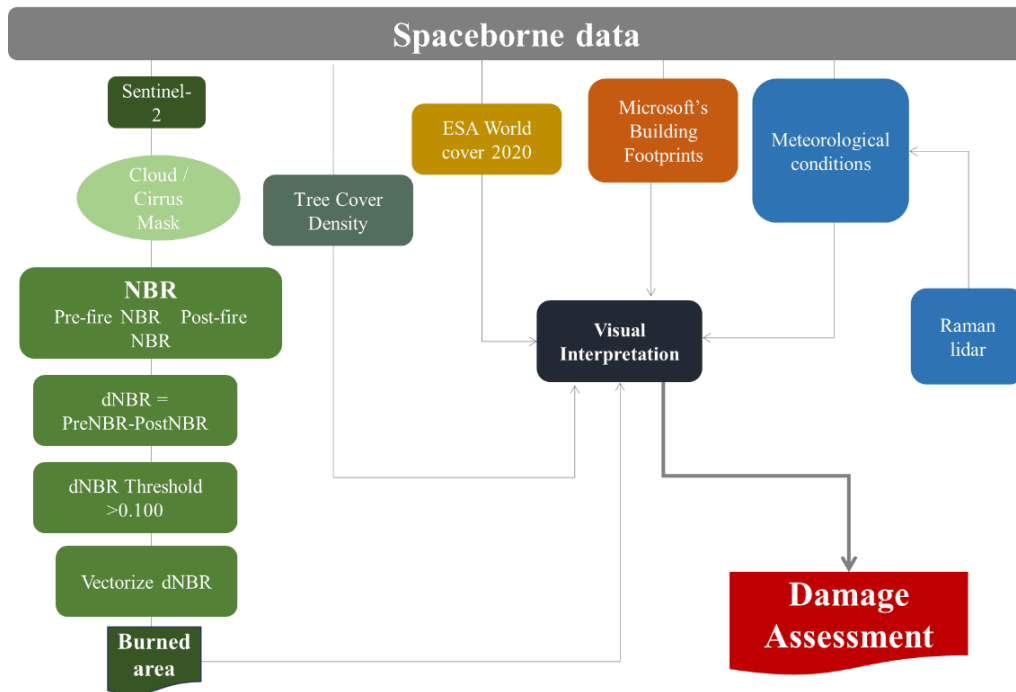 Spaceborne data
Sentinel-
2
Cloud /
Cirrus
Mask
NBR
Pre-fire NBR Post-fire
NBR
dNBR =
PreNBR-PostNBR
dNBR Threshold
>0.100
Vectorize dNBR
Burned
area
Tree Cover
Density
ESA World
cover 2020
Microsoft's
Building
Footprints
Meteorological
conditions
Visual
Interpretation
Raman
lidar
Damage
Assessment